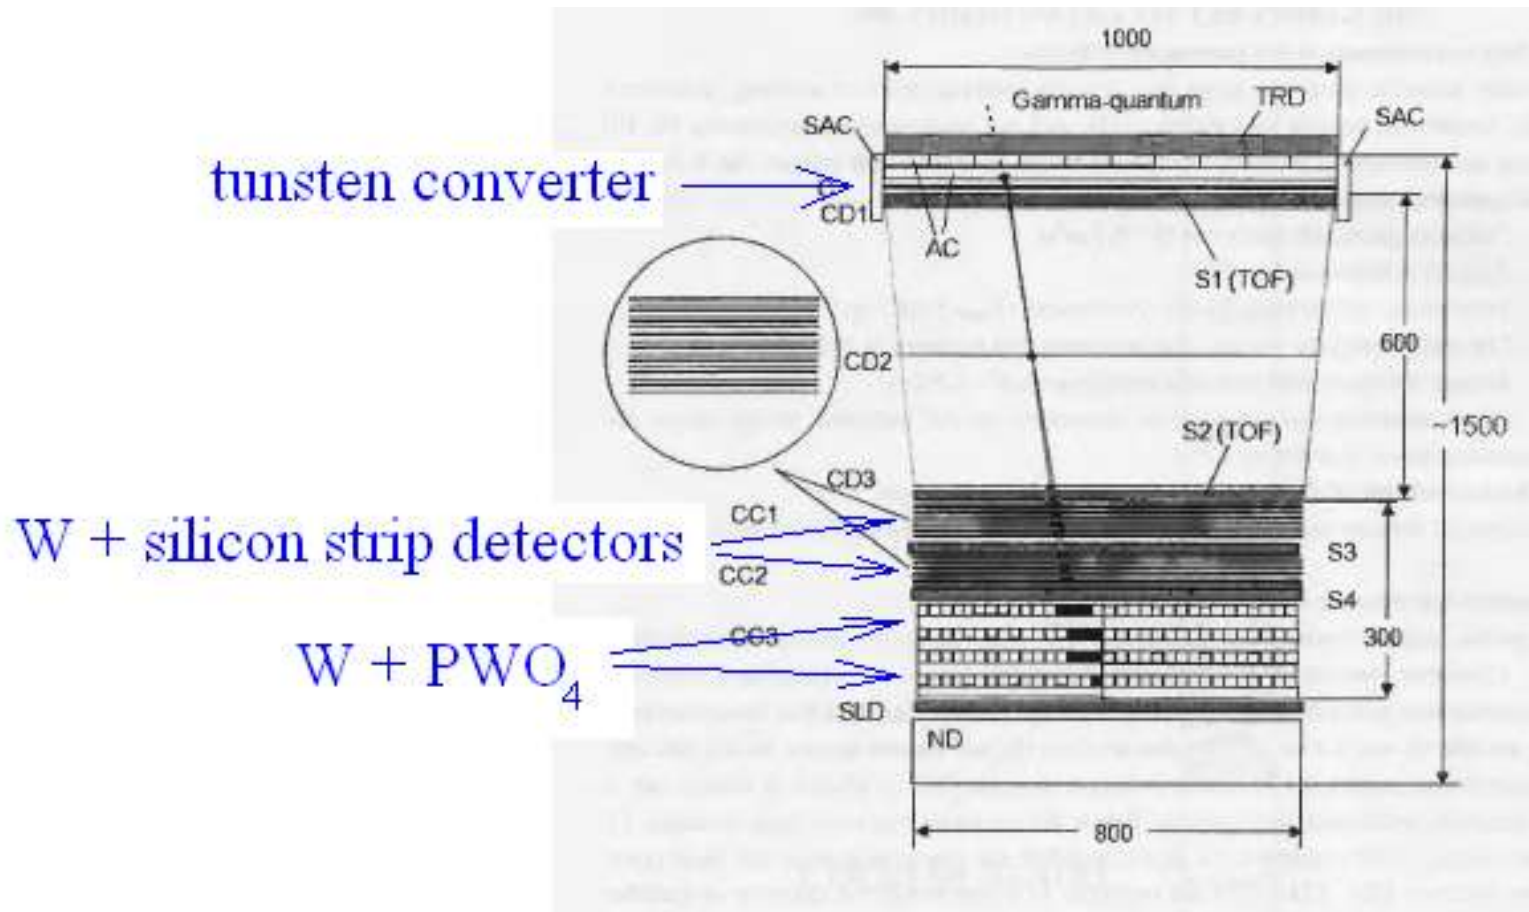 1000
Gamma-quantum
TRD
SAC
SAC
tunsten converter
C
CD1
AC
S1 (TOF)
600
CD2
~1500
S2 (TOF)
CD3
CC1
W + silicon strip detectors
S3
CC2
S4
CC3
300
W + PWO4
SLD
ND
800